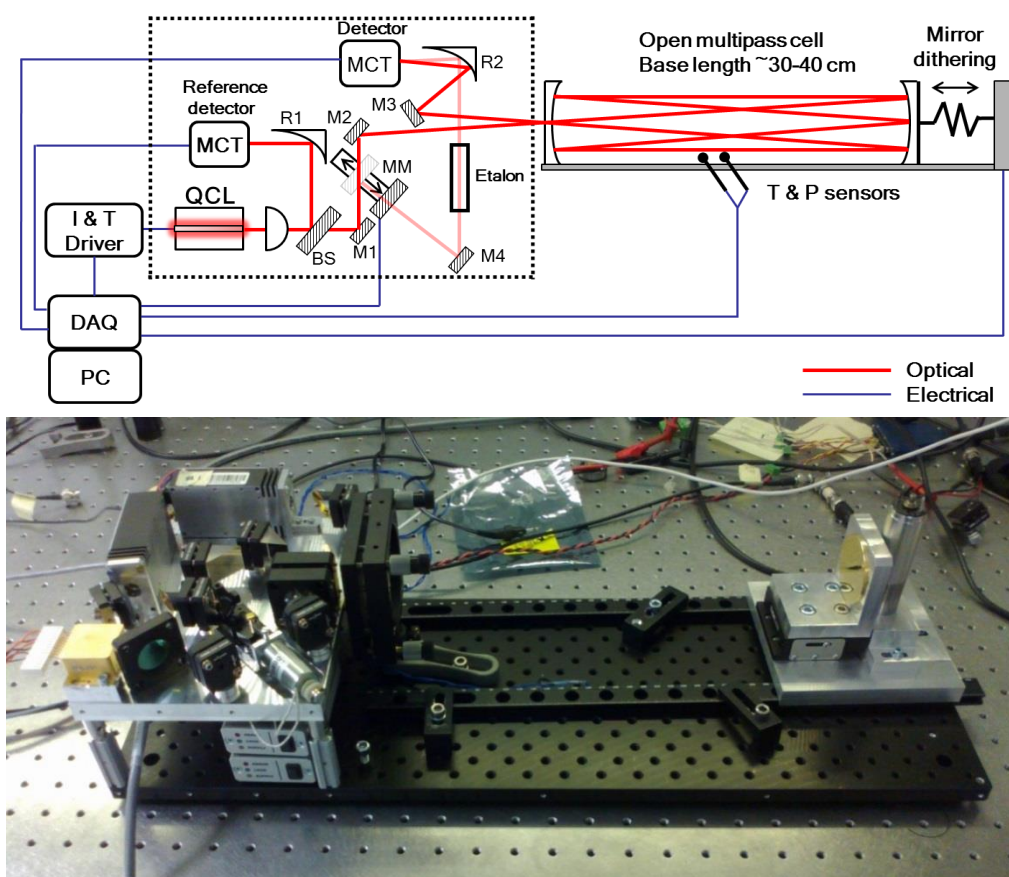 Detector
MCT
R2
Reference
detector
MCT
R1
M2
M3
MM
Etalon
QCL
I & T
Driver
BS
M1
M4
DAQ
PC
Open multipass cell
Base length ~30-40 cm
Mirror
dithering
T & P sensors
Optical
Electrical